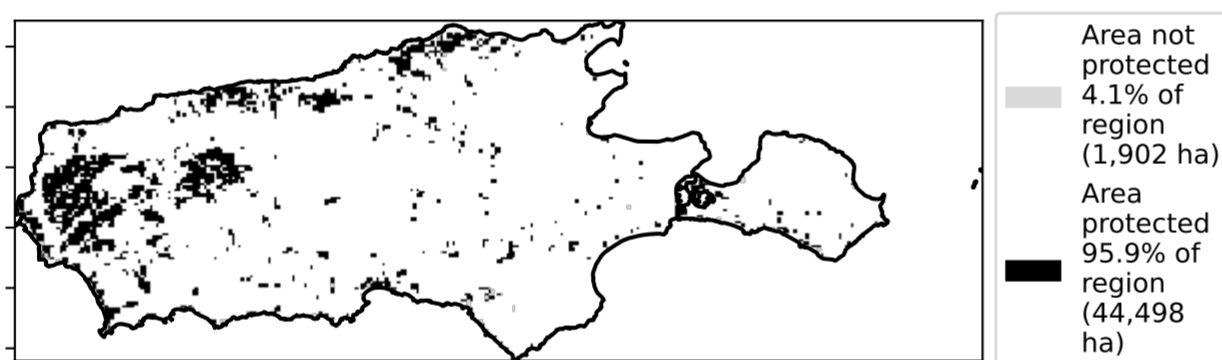 Area not
protected
4.1% of
region
(1,902 ha)
Area
protected
95.9% of
region
(44,498
ha)